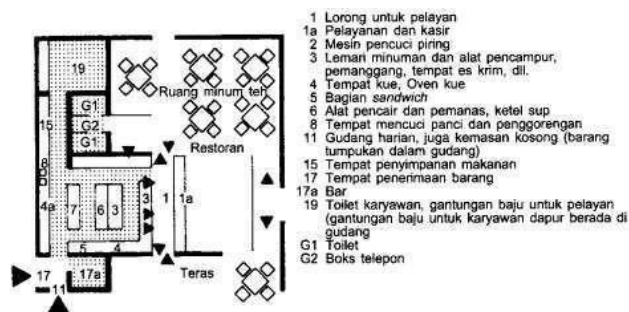 1 Lorong untuk pelayan
1a Pelayanan dan kasir
2 Mesin pencuci piring
3 Lemari minuman dan alat pencampur,
pemanggang, tempat es krim, dll.
4 Tempat kue, Oven kue
5 Bagian sandwich
6 Alat pencair dan pemanas, ketel sup
8 Tempat mencuci panci dan penggorengan
11 Gudang harian, juga kemasan kosong (barang
tumpukan dalam gudang)
15 Tempat penyimpanan makanan
17 Tempat penerimaan barang
17a Bar
19 Toilet karyawan, gantungan baju untuk pelayan
(gantungan baju untuk karyawan dapur berada di
gudang
G1 Toilet
G2 Boks telepon
19
Ruang minum teh
G1
15
G2
G1
Restoran
8
4a
7
6
3
3
1
1a
5
4
Teras
17
17a
11